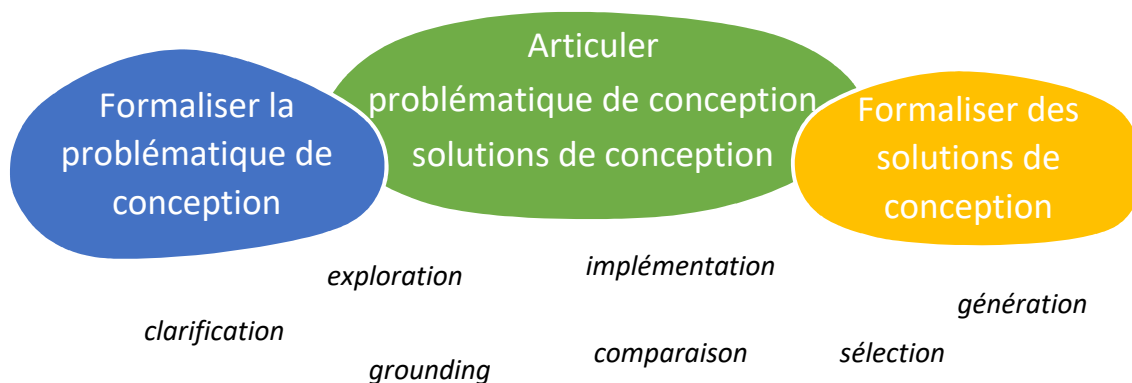 Formaliser la
problématique de
conception
Articuler
problématique de conception
solutions de conception
Formaliser des
solutions de
conception
exploration
implémentation
génération
clarification
grounding
comparaison
sélection